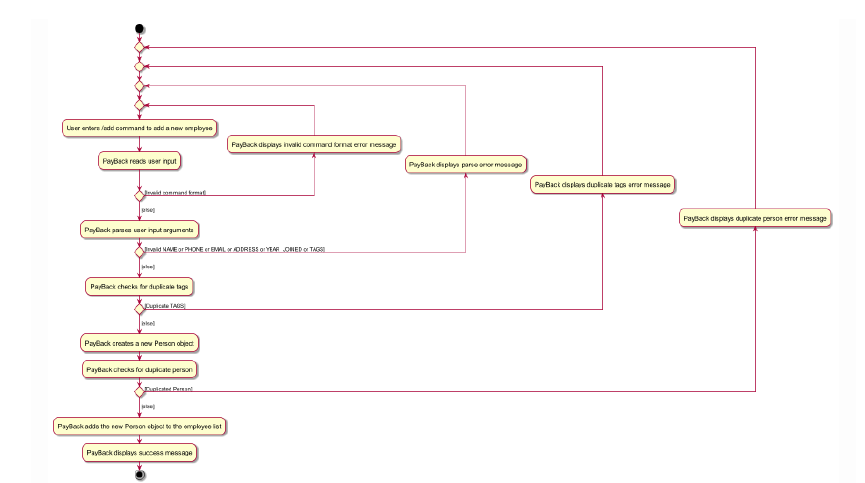 User enters /add command to add a new employee
PayBack displays invalid command format error message
PayBack reads user input
PayBack displays parse error message
PayBack displays duplicate tags error message
[Invalid command format]
[else]
PayBack displays duplicate person error message
PayBack parses user input arguments
[Invalid NAME or PHONE or EMAIL or ADDRESS or YEAR_JOINED or TAGS]
[else]
PayBack checks for duplicate tags
[Duplicate TAGS]
[else]
PayBack creates a new Person object
PayBack checks for duplicate person
[Duplicated Person]
[else]
PayBack adds the new Person object to the employee list
PayBack displays success message